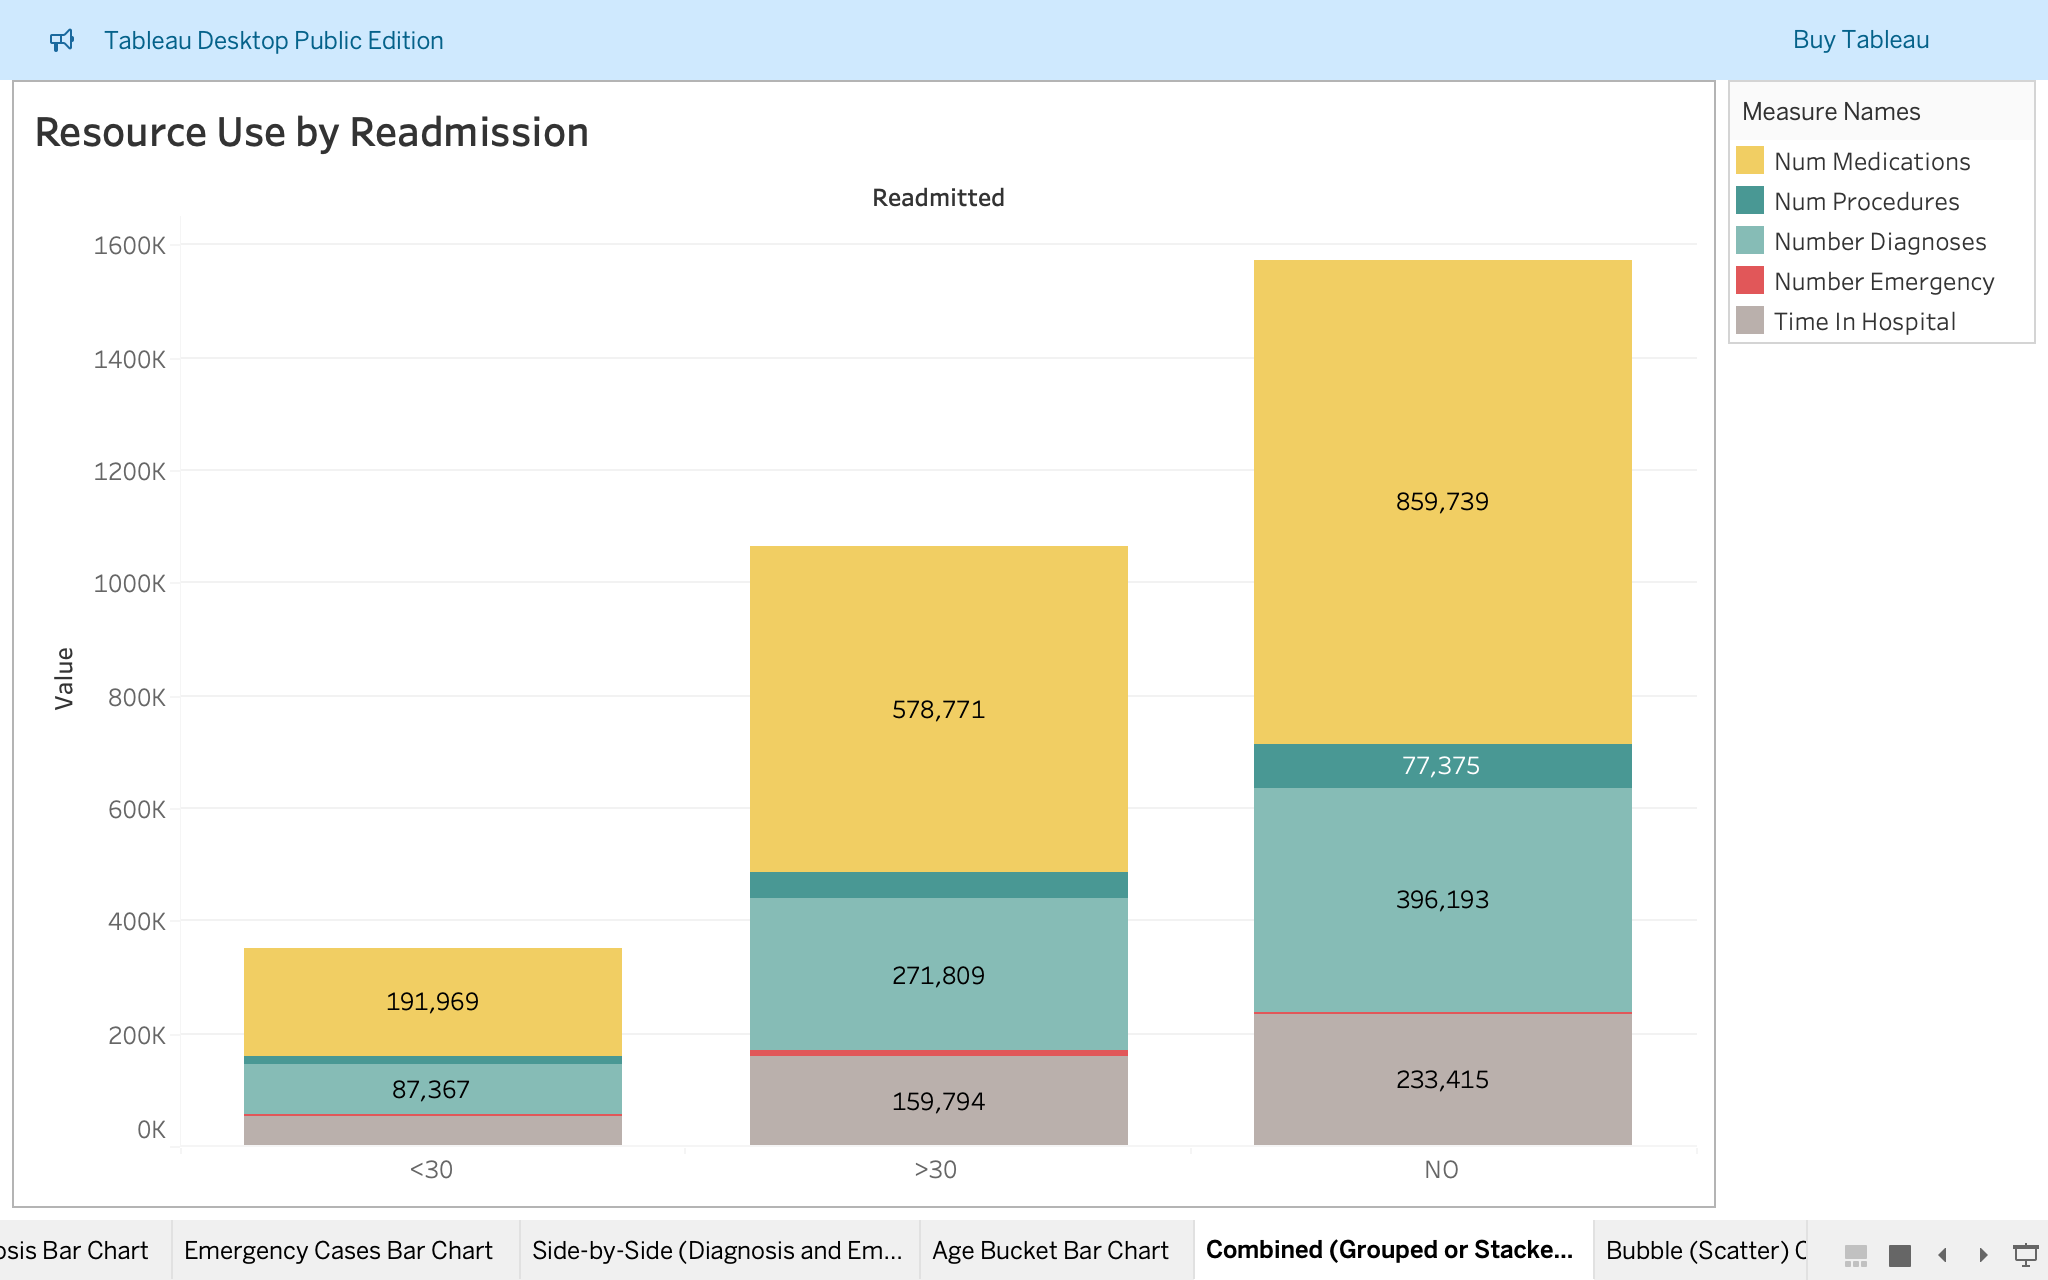 Tableau Desktop Public Edition
Buy Tableau
Resource Use by Readmission
Readmitted
Measure Names
Num Medications
Num Procedures
Number Diagnoses
Number Emergency
Time In Hospital
1600K
1400K
1200K
1000K
800K
600K
400K
200K
0K
Value
191,969
87,367
578,771
271,809
159,794
859,739
77,375
396,193
233,415
<30
>30
NO
osis Bar Chart
Emergency Cases Bar Chart
Side-by-Side (Diagnosis and Em...
Age Bucket Bar Chart
Combined (Grouped or Stacke...
Bubble (Scatter) C